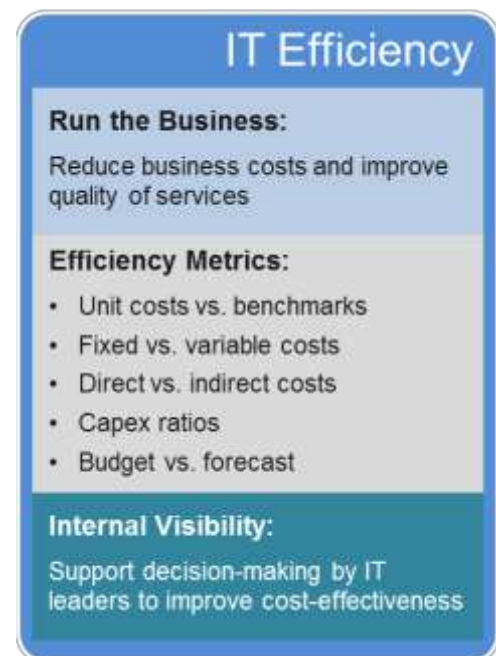 IT Efficiency
Run the Business:
Reduce business costs and improve
quality of services
Efficiency Metrics:
• Unit costs vs. benchmarks
• Fixed vs. variable costs
• Direct vs. indirect costs
• Capex ratios
• Budget vs. forecast
Internal Visibility:
Support decision-making by IT
leaders to improve cost-effectiveness